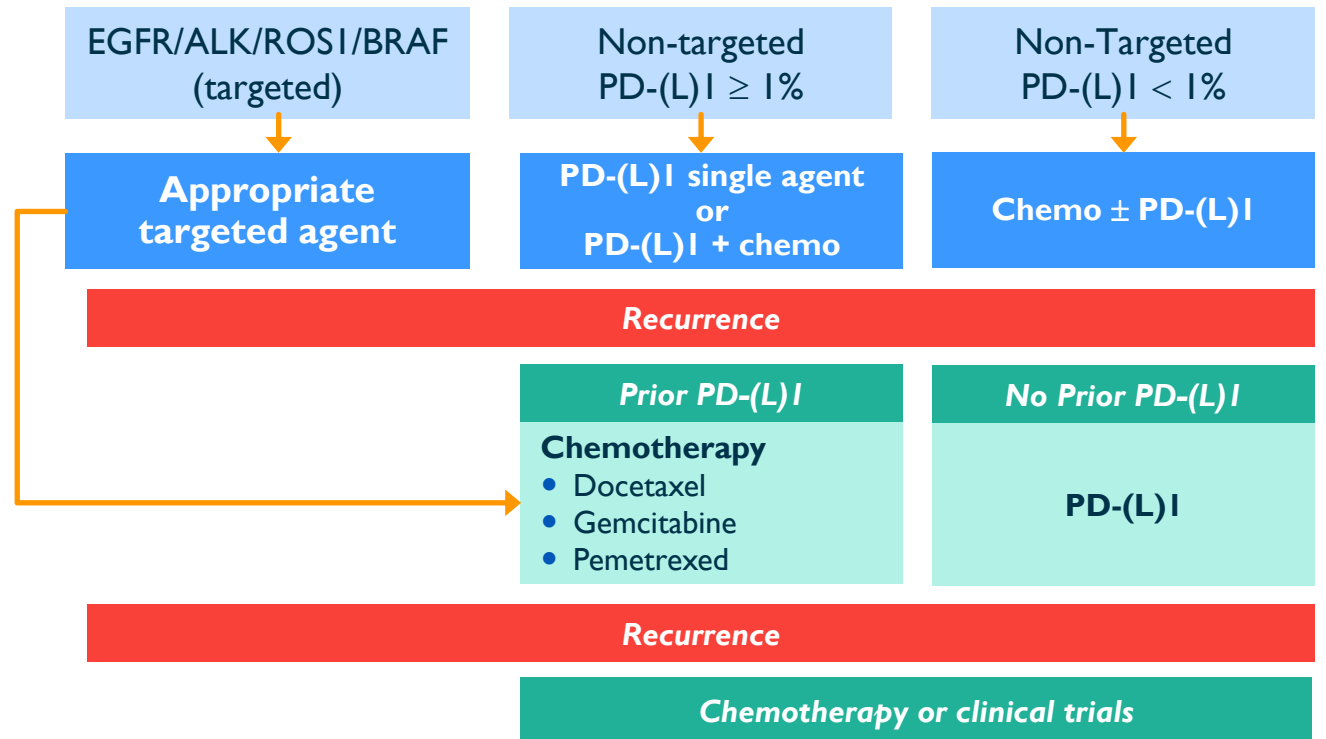 EGFR/ALK/ROS1/BRAF
(targeted)
Non-targeted
PD-(L)1 ≥ 1%
Non-Targeted
PD-(L)1 < 1%
Appropriate
targeted agent
PD-(L)1 single agent
or
PD-(L)1 + chemo
Chemo ± PD-(L)1
Recurrence
Prior PD-(L)1
No Prior PD-(L)1
Chemotherapy
• Docetaxel
• Gemcitabine
• Pemetrexed
PD-(L)1
Recurrence
Chemotherapy or clinical trials